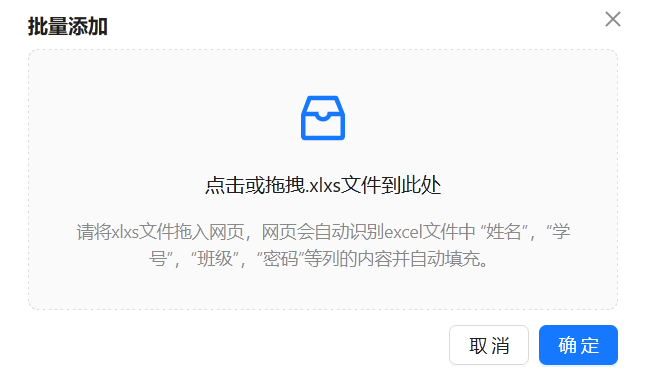 批量添加
点击或拖拽.xlxs文件到此处
请将xlxs文件拖入网页，网页会自动识别excel文件中 “姓名”，“学
号”，“班级”，“密码”等列的内容并自动填充。
取 消
确 定